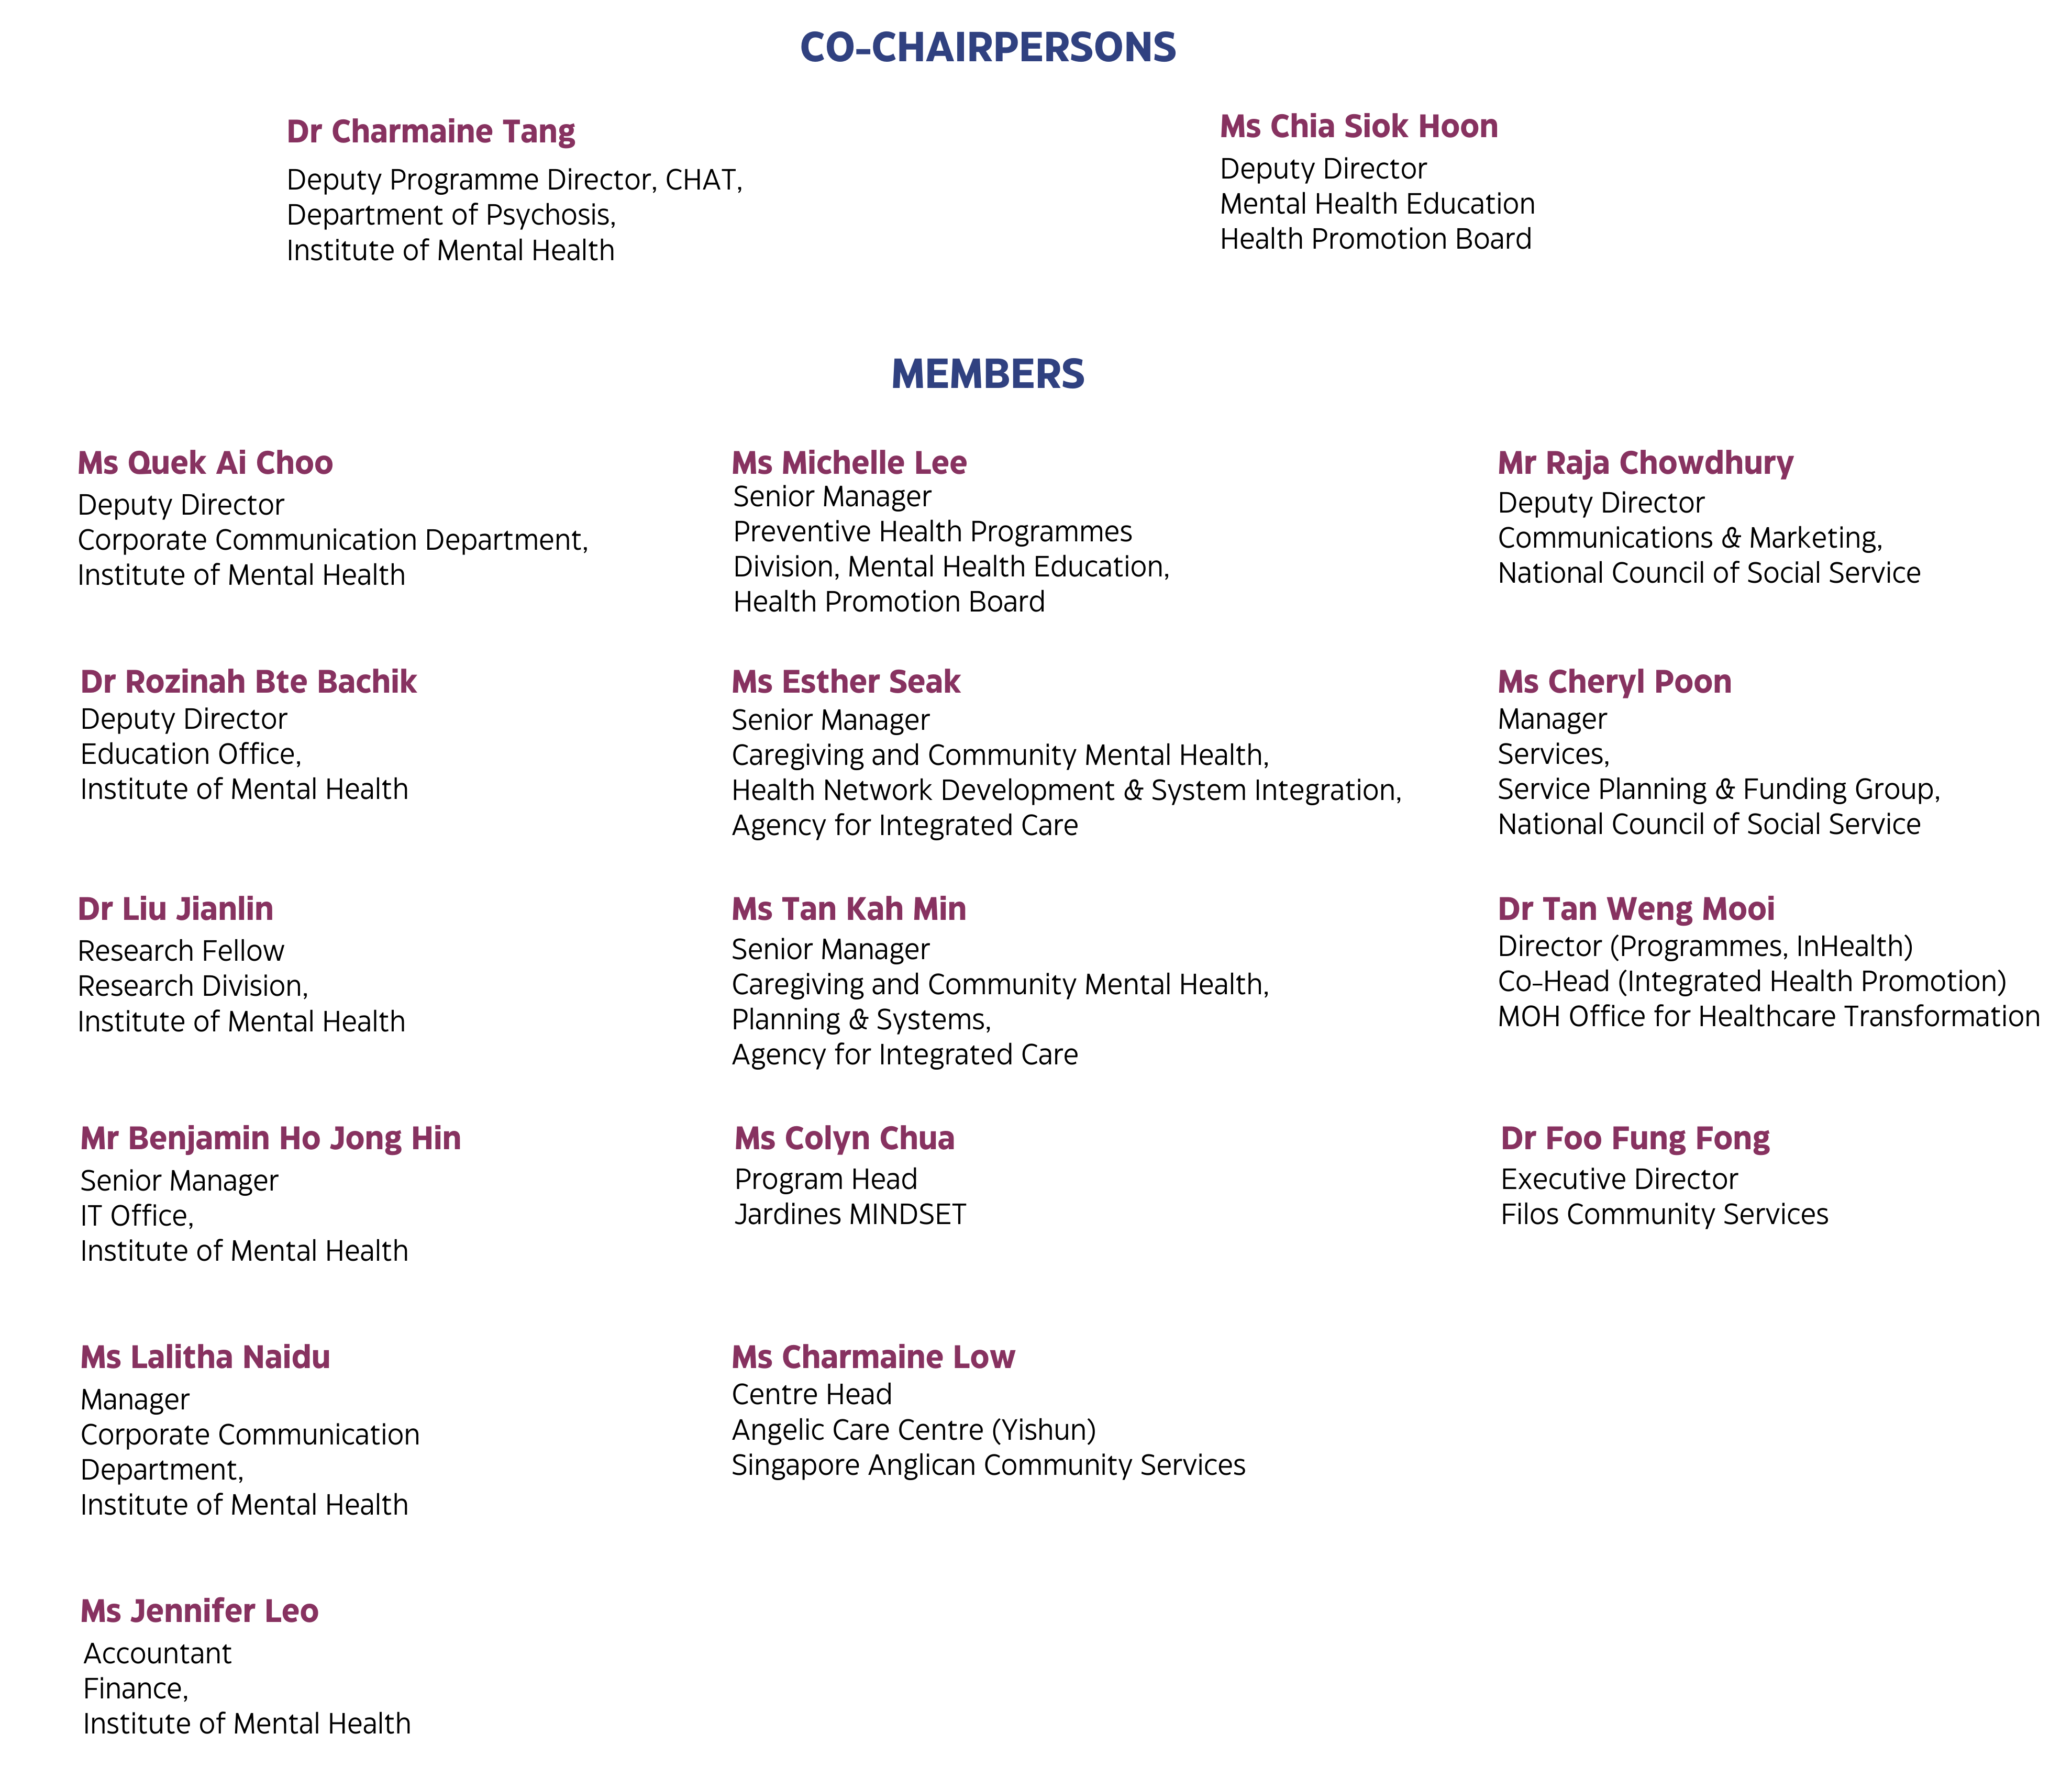 CO-CHAIRPERSONS
Dr Charmaine Tang
Deputy Programme Director, CHAT,
Department of Psychosis,
Institute of Mental Health
Ms Chia Siok Hoon
Deputy Director
Mental Health Education
Health Promotion Board
MEMBERS
Ms Quek Ai Choo
Deputy Director
Corporate Communication Department,
Institute of Mental Health
Ms Michelle Lee
Senior Manager
Preventive Health Programmes
Division, Mental Health Education,
Health Promotion Board
Mr Raja Chowdhury
Deputy Director
Communications & Marketing,
National Council of Social Service
Dr Rozinah Bte Bachik
Deputy Director
Education Office,
Institute of Mental Health
Ms Esther Seak
Senior Manager
Caregiving and Community Mental Health,
Health Network Development & System Integration,
Agency for Integrated Care
Ms Cheryl Poon
Manager
Services,
Service Planning & Funding Group,
National Council of Social Service
Dr Liu Jianlin
Research Fellow
Research Division,
Institute of Mental Health
Ms Tan Kah Min
Senior Manager
Caregiving and Community Mental Health,
Planning & Systems,
Agency for Integrated Care
Dr Tan Weng Mooi
Director (Programmes, InHealth)
Co-Head (Integrated Health Promotion)
MOH Office for Healthcare Transformation
Mr Benjamin Ho Jong Hin
Senior Manager
IT Office,
Institute of Mental Health
Ms Colyn Chua
Program Head
Jardines MINDSET
Dr Foo Fung Fong
Executive Director
Filos Community Services
Ms Lalitha Naidu
Manager
Corporate Communication
Department,
Institute of Mental Health
Ms Charmaine Low
Centre Head
Angelic Care Centre (Yishun)
Singapore Anglican Community Services
Ms Jennifer Leo
Accountant
Finance,
Institute of Mental Health